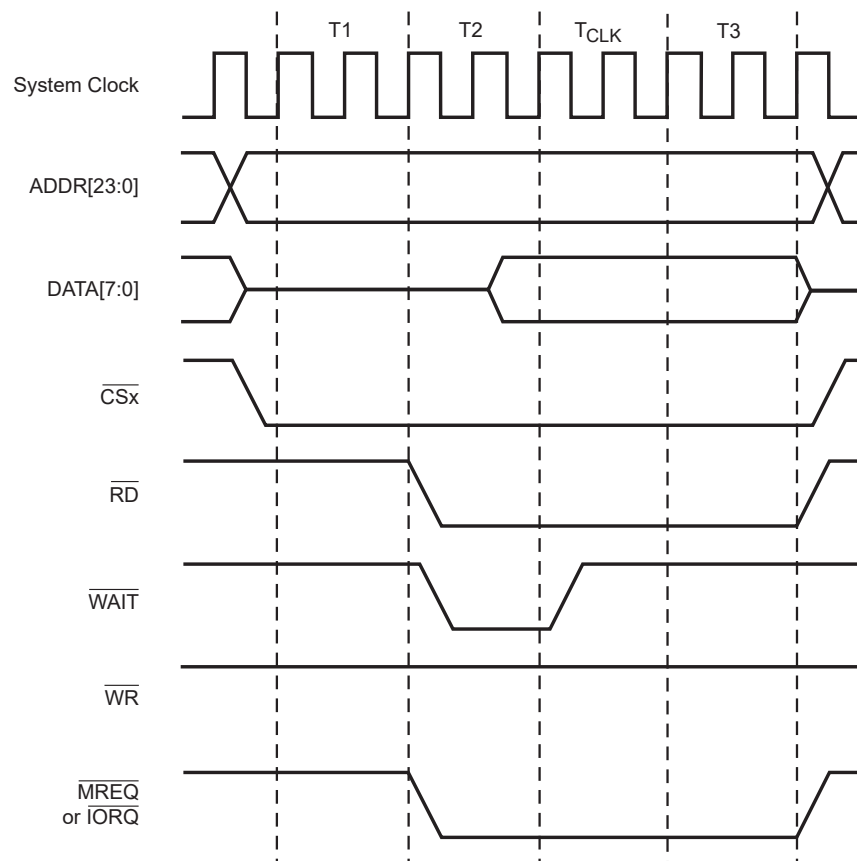 T1 T2 TCLK T3
System Clock
ADDR[23:0]
DATA[7:0]
CSx
RD
WAIT
WR
MREQ
or IORQ